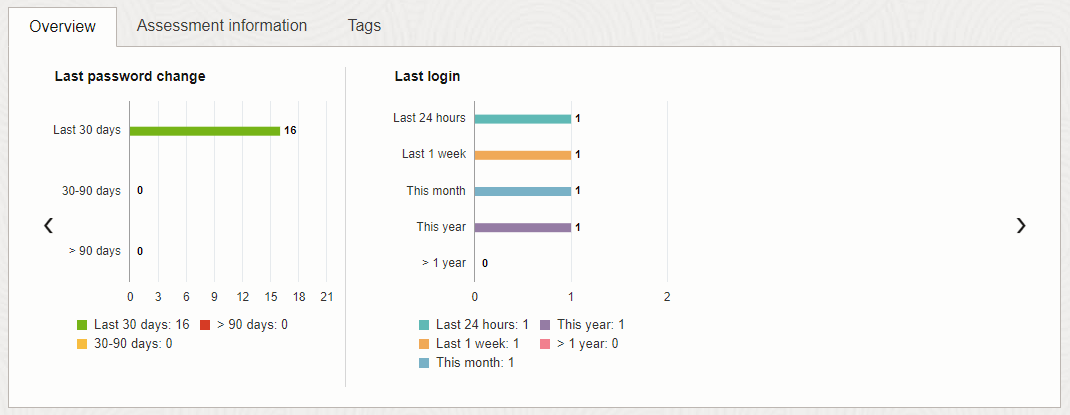 Overview Assessment information Tags
Last password change
Last 30 days 16
30-90 days 0
> 90 days 0
0 3 6 9 12 15 18 21
Last 30 days: 16 > 90 days: 0
30-90 days: 0
Last login
Last 24 hours 1
Last 1 week 1
This month 1
This year 1
> 1 year 0
0 1 2
Last 24 hours: 1 This year: 1
Last 1 week: 1 > 1 year: 0
This month: 1